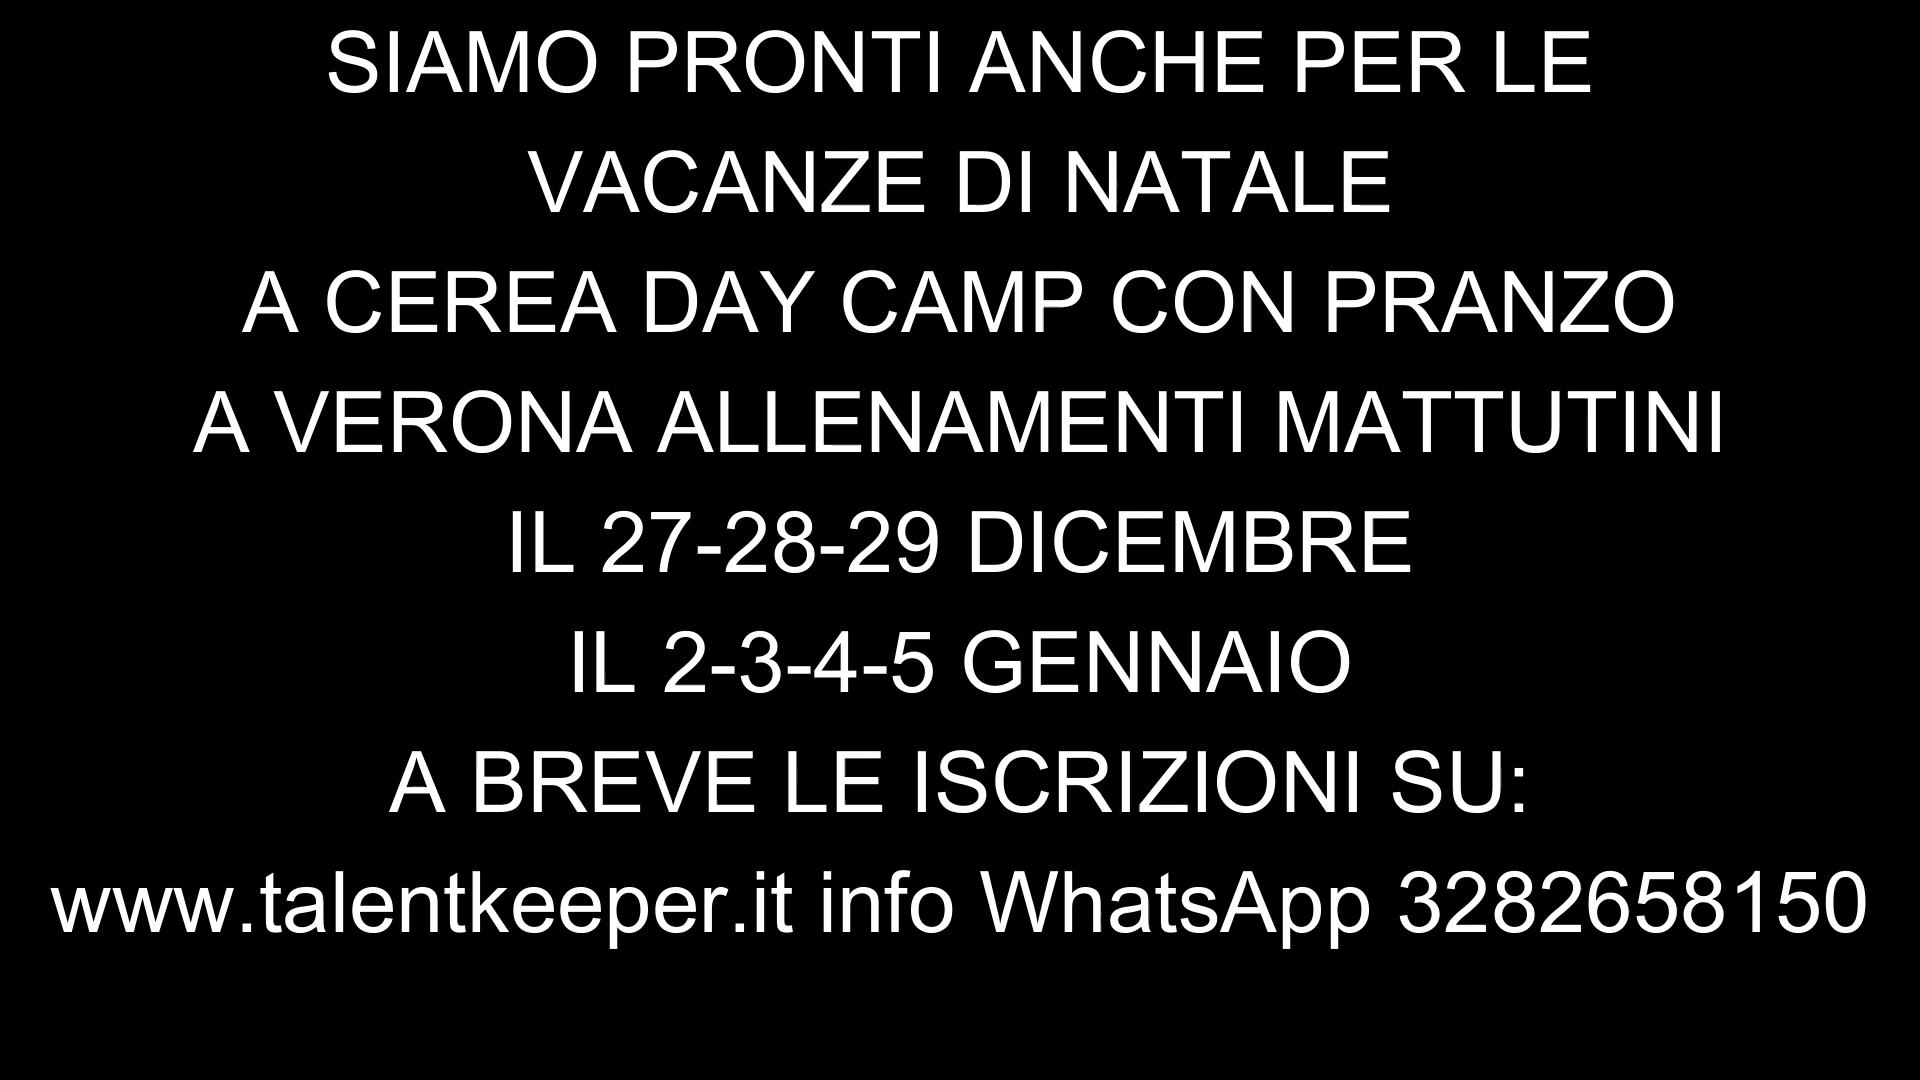 SIAMO PRONTI ANCHE PER LE
VACANZE DI NATALE
A CEREA DAY CAMP CON PRANZO
A VERONA ALLENAMENTI MATTUTINI
IL 27-28-29 DICEMBRE
IL 2-3-4-5 GENNAIO
A BREVE LE ISCRIZIONI SU:
www.talentkeeper.it info WhatsApp 3282658150